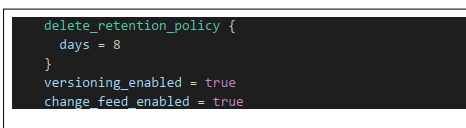 delete_retention_policy {
days = 8
}
versioning_enabled = true
change_feed_enabled = true